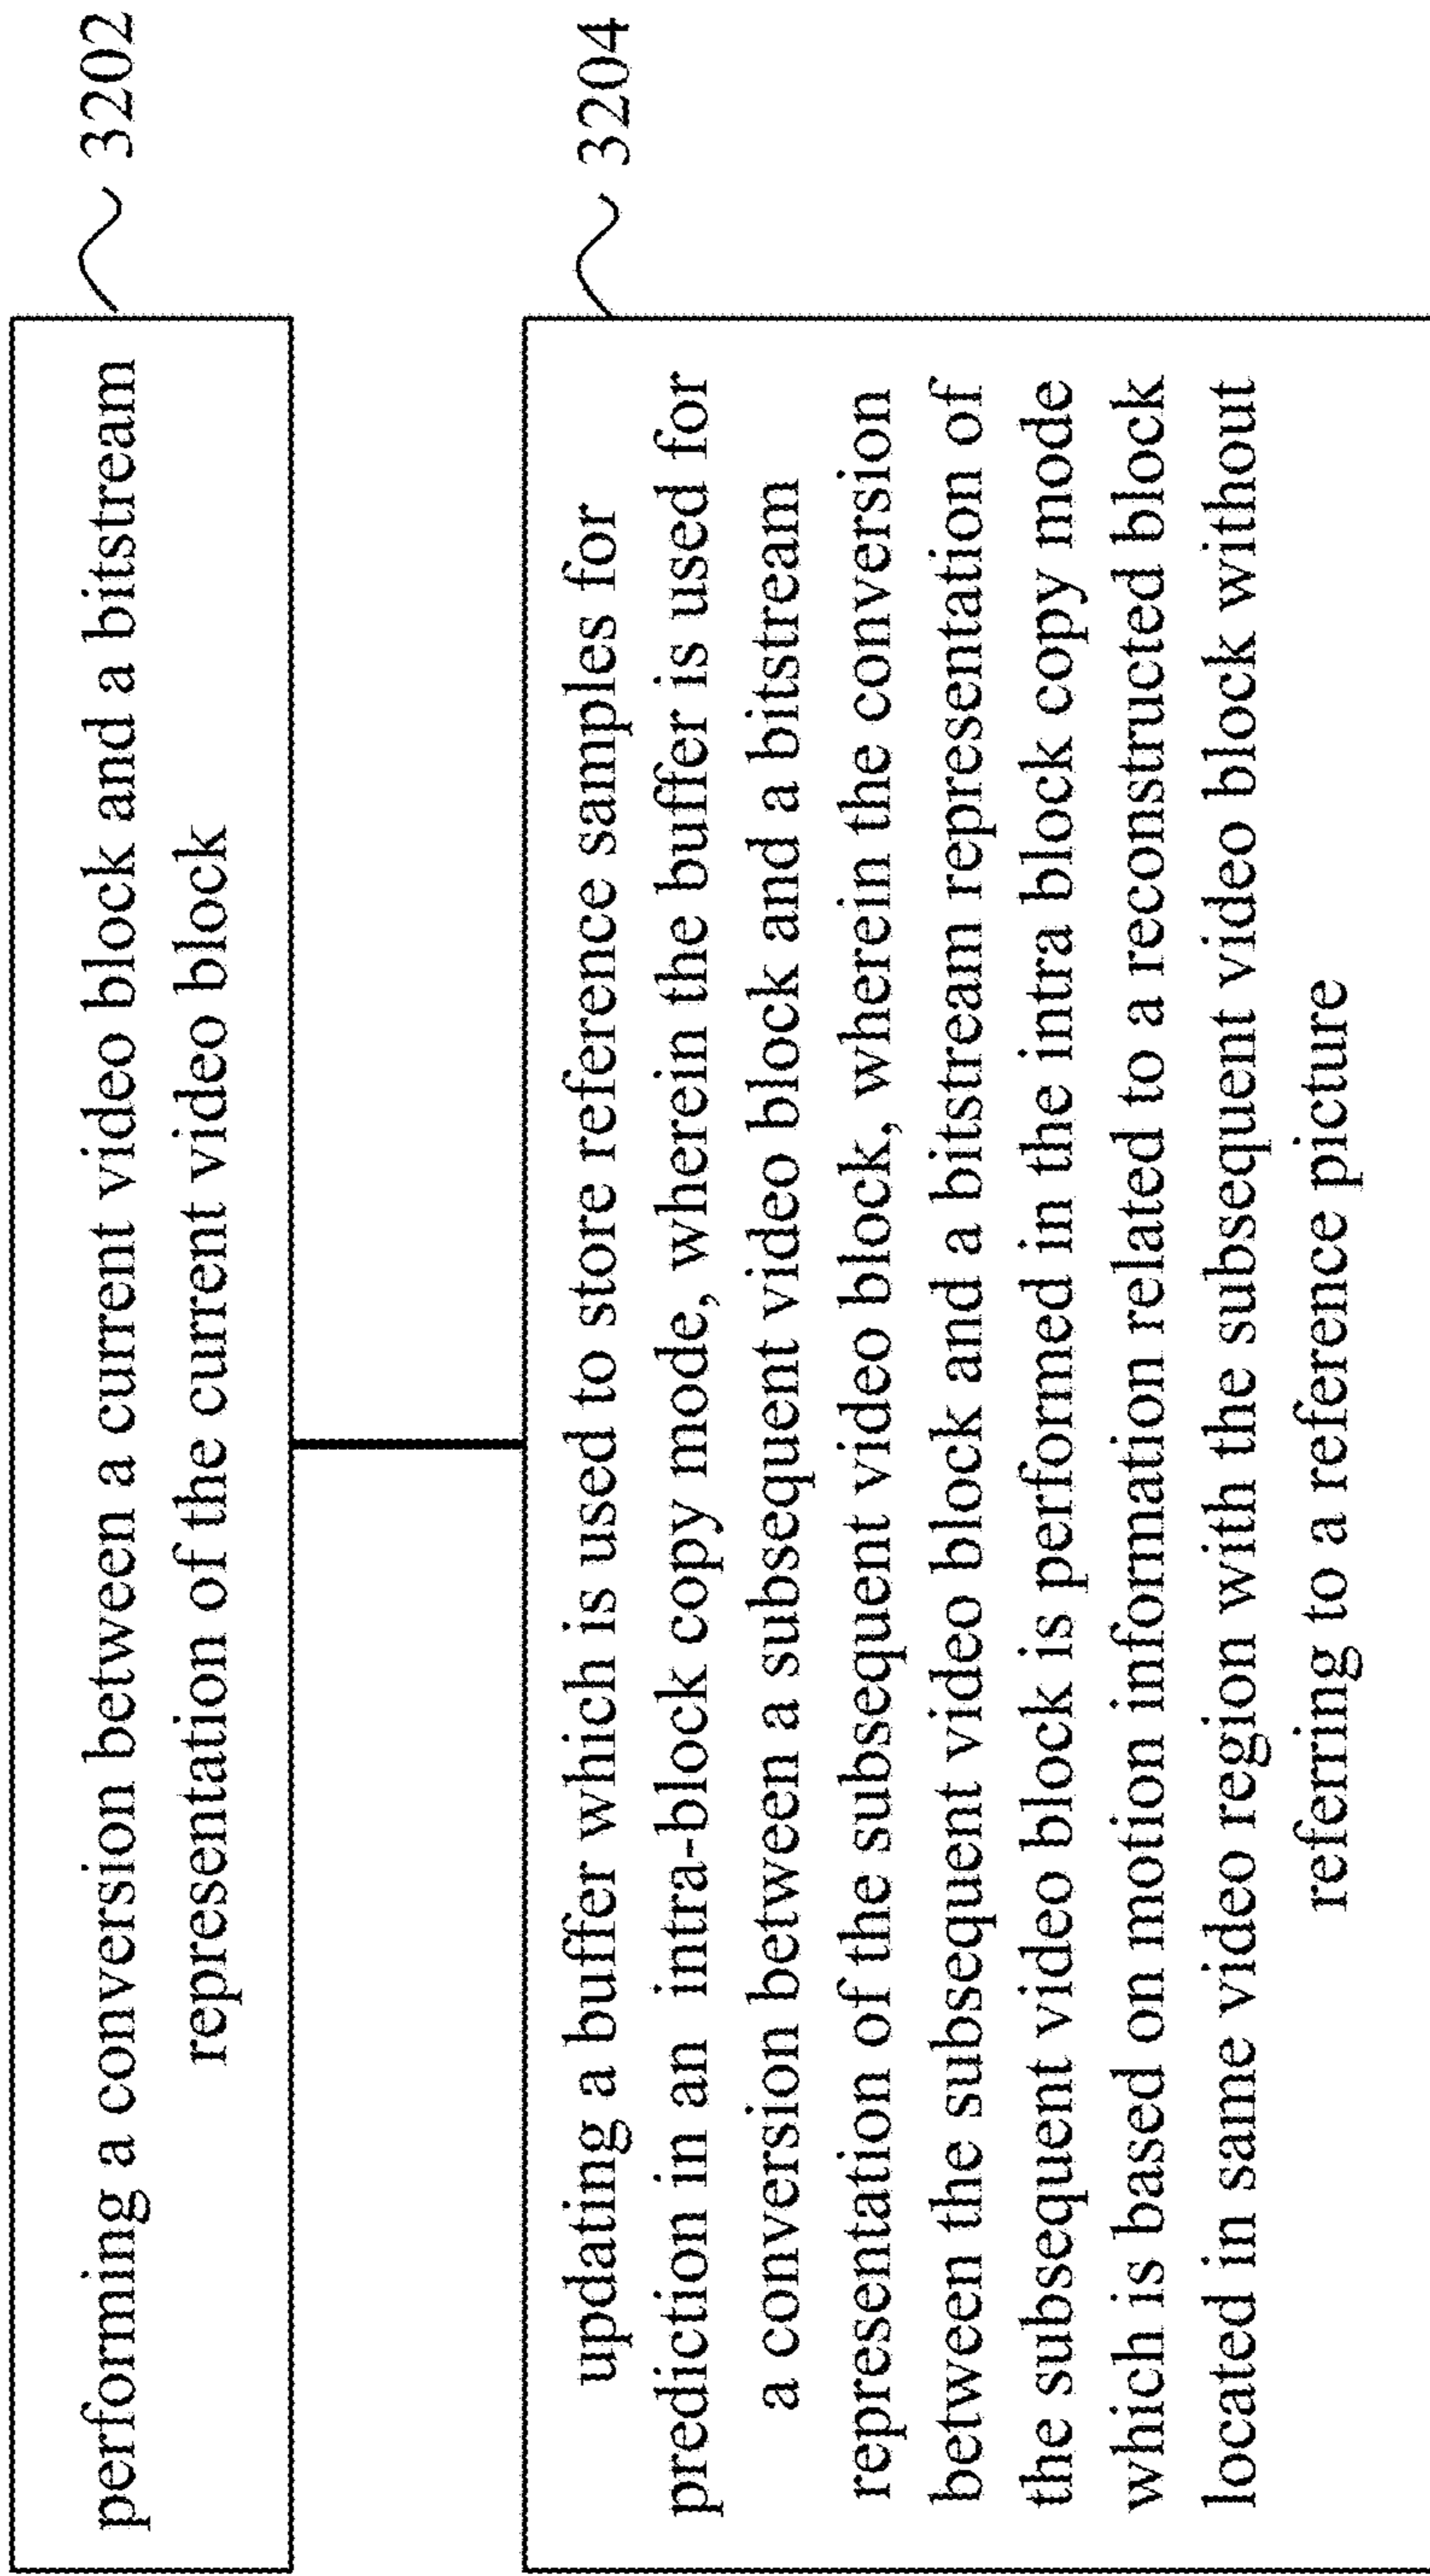 performing a conversion between a current video block and a bitstream
representation of the current video block
3202
updating a buffer which is used to store reference samples for
prediction in an intra-block copy mode, wherein the buffer is used for
a conversion between a subsequent video block and a bitstream
representation of the subsequent video block, wherein the conversion
between the subsequent video block and a bitstream representation of
the subsequent video block is performed in the intra block copy mode
which is based on motion information related to a reconstructed block
located in same video region with the subsequent video block without
referring to a reference picture
3204